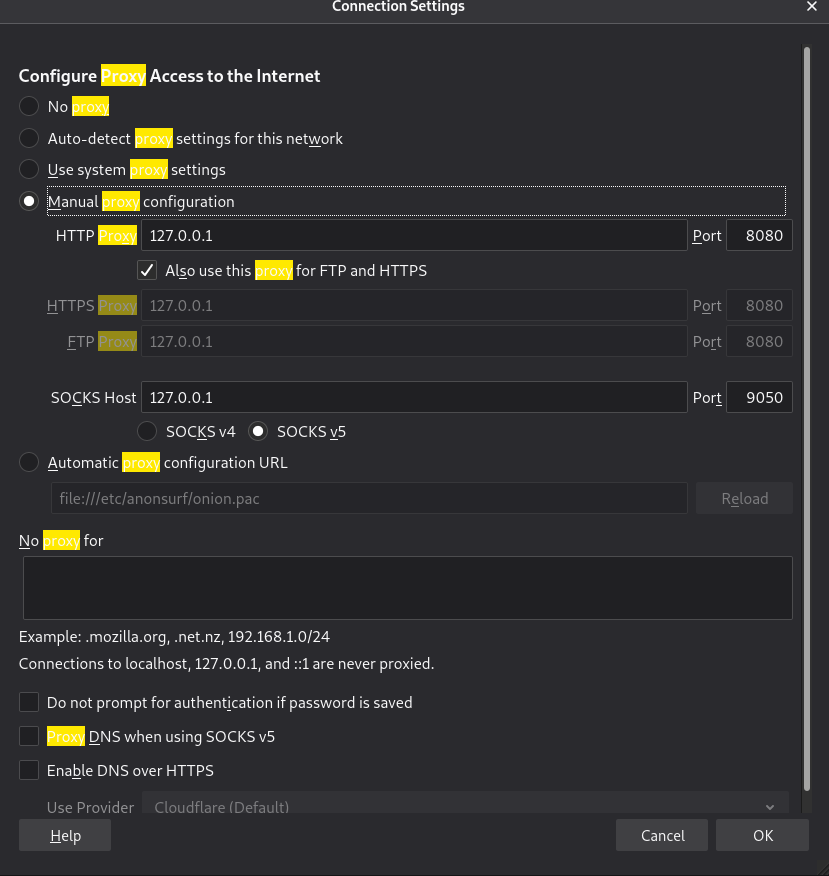 Connection Settings
Configure Proxy Access to the Internet
No proxy
Auto-detect proxy settings for this network
Use system proxy settings
Manual proxy configuration
HTTP Proxy 127.0.0.1 Port 8080
Also use this proxy for FTP and HTTPS
HTTPS Proxy 127.0.0.1 Port 8080
FTP Proxy 127.0.0.1 Port 8080
SOCKS Host 127.0.0.1 Port 9050
SOCKS v4 SOCKS v5
Automatic proxy configuration URL
file:///etc/anonsurf/onion.pac Reload
No proxy for
Example: .mozilla.org, .net.nz, 192.168.1.0/24
Connections to localhost, 127.0.0.1, and ::1 are never proxied.
Do not prompt for authentication if password is saved
Proxy DNS when using SOCKS v5
Enable DNS over HTTPS
Use Provider Cloudflare (Default)
Help Cancel OK